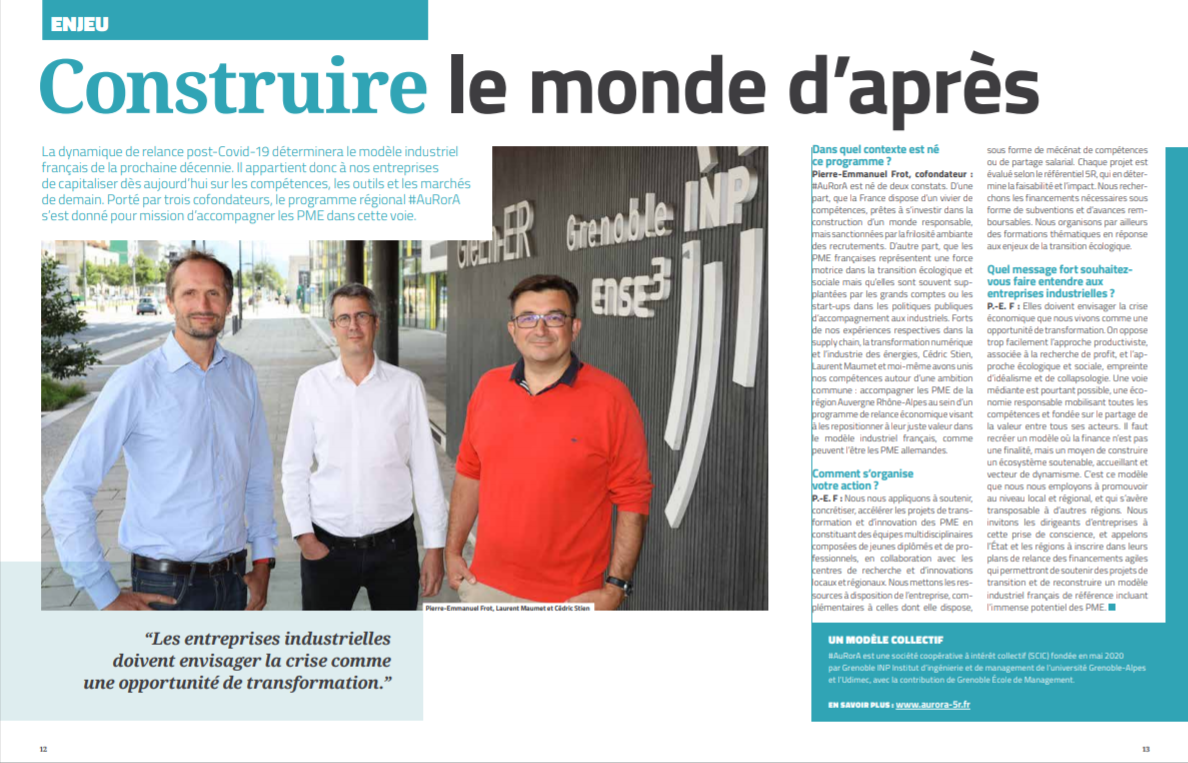 ENJEU
Construire le monde d’après
La dynamique de relance post-Covid-19 déterminera le modèle industriel
français de la prochaine décennie. Il appartient donc à nos entreprises
de capitaliser dès aujourd’hui sur les compétences, les outils et les marchés
de demain. Porté par trois cofondateurs, le programme régional #AuRorA
s’est donné pour mission d’accompagner les PME dans cette voie.
GreEn-ER
Grenoble INP
ENSE3
Pierre-Emmanuel Frot, Laurent Maumet et Cédric Stien
“Les entreprises industrielles
doivent envisager la crise comme
une opportunité de transformation.”
12
Dans quel contexte est né
ce programme ?
Pierre-Emmanuel Frot, cofondateur :
#AuRorA est né de deux constats. D’une
part, que la France dispose d’un vivier de
compétences, prêtes à s’investir dans la
construction d’un monde responsable,
mais sanctionnées par la frilosité ambiante
des recrutements. D’autre part, que les
PME françaises représentent une force
motrice dans la transition écologique et
sociale mais qu’elles sont souvent sup-
plantées par les grands comptes ou les
start-ups dans les politiques publiques
d’accompagnement aux industriels. Forts
de nos expériences respectives dans la
supply chain, la transformation numérique
et l’industrie des énergies, Cédric Stien,
Laurent Maumet et moi-même avons unis
nos compétences autour d’une ambition
commune : accompagner les PME de la
région Auvergne Rhône-Alpes au sein d’un
programme de relance économique visant
à les repositionner à leur juste valeur dans
le modèle industriel français, comme
peuvent l’être les PME allemandes.
Comment s’organise
votre action ?
P.-E. F : Nous nous appliquons à soutenir,
concrétiser, accélérer les projets de trans-
formation et d’innovation des PME en
constituant des équipes multidisciplinaires
composées de jeunes diplômés et de pro-
fessionnels, en collaboration avec les
centres de recherche et d’innovations
locaux et régionaux. Nous mettons les res-
sources à disposition de l’entreprise, com-
plémentaires à celles dont elle dispose,
sous forme de mécénat de compétences
ou de partage salarial. Chaque projet est
évalué selon le référentiel 5R, qui en déter-
mine la faisabilité et l’impact. Nous recher-
chons les financements nécessaires sous
forme de subventions et d’avances rem-
boursables. Nous organisons par ailleurs
des formations thématiques en réponse
aux enjeux de la transition écologique.
Quel message fort souhaitez-
vous faire entendre aux
entreprises industrielles ?
P.-E. F : Elles doivent envisager la crise
économique que nous vivons comme une
opportunité de transformation. On oppose
trop facilement l’approche productiviste,
associée à la recherche de profit, et l’ap-
proche écologique et sociale, empreinte
d’idéalisme et de collapsologie. Une voie
médiante est pourtant possible, une éco-
nomie responsable mobilisant toutes les
compétences et fondée sur le partage de
la valeur entre tous ses acteurs. Il faut
recréer un modèle où la finance n’est pas
une finalité, mais un moyen de construire
un écosystème soutenable, accueillant et
vecteur de dynamisme. C’est ce modèle
que nous nous employons à promouvoir
au niveau local et régional, et qui s’avère
transposable à d’autres régions. Nous
invitons les dirigeants d’entreprises à
cette prise de conscience, et appelons
l’État et les régions à inscrire dans leurs
plans de relance des financements agiles
qui permettront de soutenir des projets de
transition et de reconstruire un modèle
industriel français de référence incluant
l’immense potentiel des PME.
UN MODÈLE COLLECTIF
#AuRorA est une société coopérative à intérêt collectif (SCIC) fondée en mai 2020
par Grenoble INP Institut d’ingénierie et de management de l’université Grenoble-Alpes
et l’Udimec, avec la contribution de Grenoble École de Management.
EN SAVOIR PLUS : www.aurora-5r.fr
13